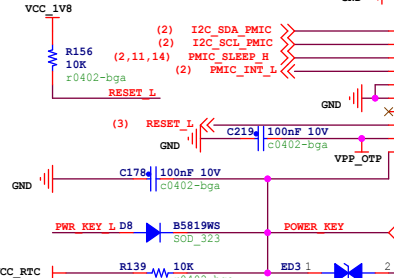 VCC_1V8
R156
10K
r0402-bga
RESET_L
(2) I2C_SDA_PMIC
(2) I2C_SCL_PMIC
(2,11,14) PMIC_SLEEP_H
(2) PMIC_INT_L
GND
(3) RESET_L
GND
C219 100nF 10V
c0402-bga
VPP_OTP
C178 100nF 10V
c0402-bga
GND
PWR_KEY_L D8 B5819WS
SOD_323
POWER_KEY
CC_RTC
R139 10K
ED3 1 2